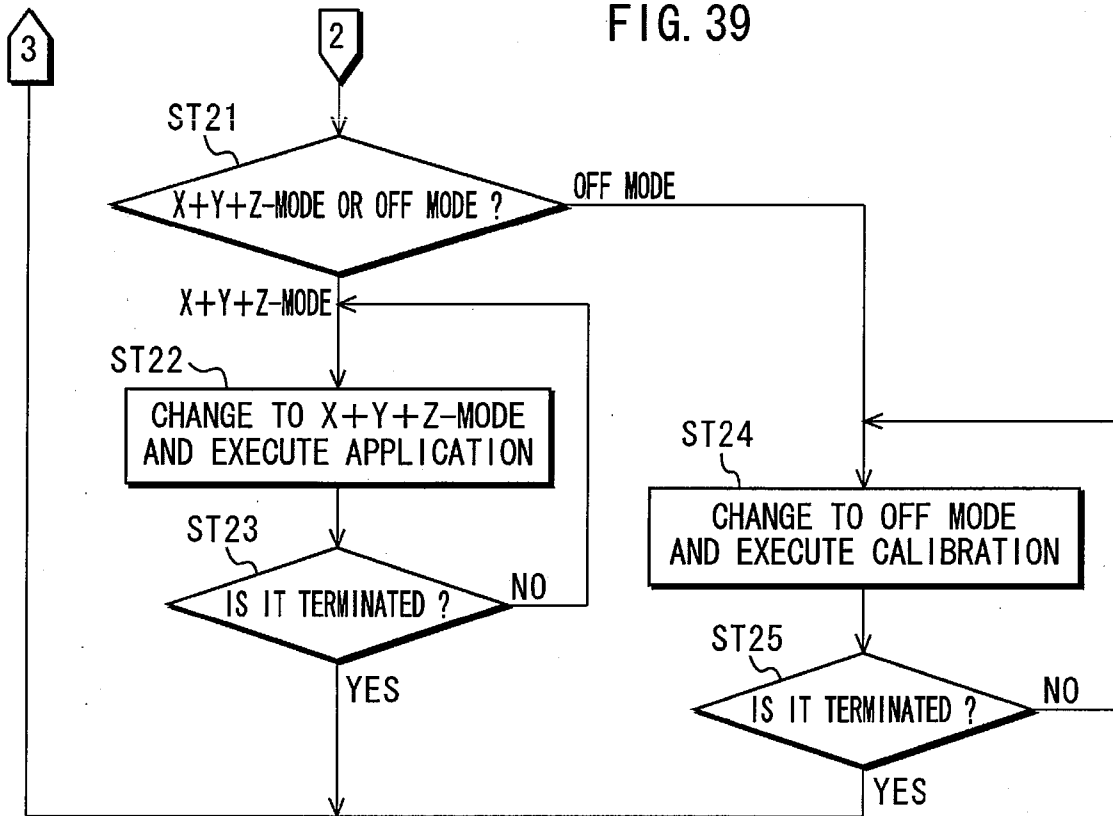 FIG. 39
3
2
ST21
X+Y+Z-MODE OR OFF MODE ?
OFF MODE
X+Y+Z-MODE
ST22
CHANGE TO X+Y+Z-MODE
AND EXECUTE APPLICATION
ST23
IS IT TERMINATED ?
NO
YES
ST24
CHANGE TO OFF MODE
AND EXECUTE CALIBRATION
ST25
IS IT TERMINATED ?
NO
YES